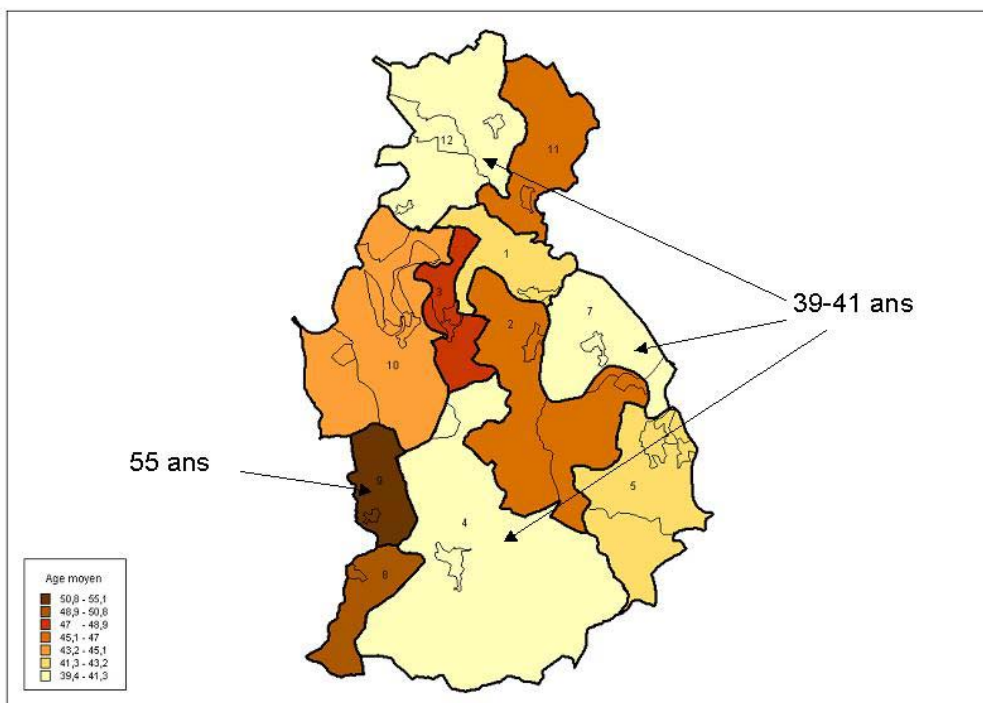 12
11
1
3
2
7
39-41 ans
10
55 ans
9
5
4
8
Age moyen
50,8 - 55,1
48,9 - 50,8
47 - 48,9
45,1 - 47
43,2 - 45,1
41,3 - 43,2
39,4 - 41,3